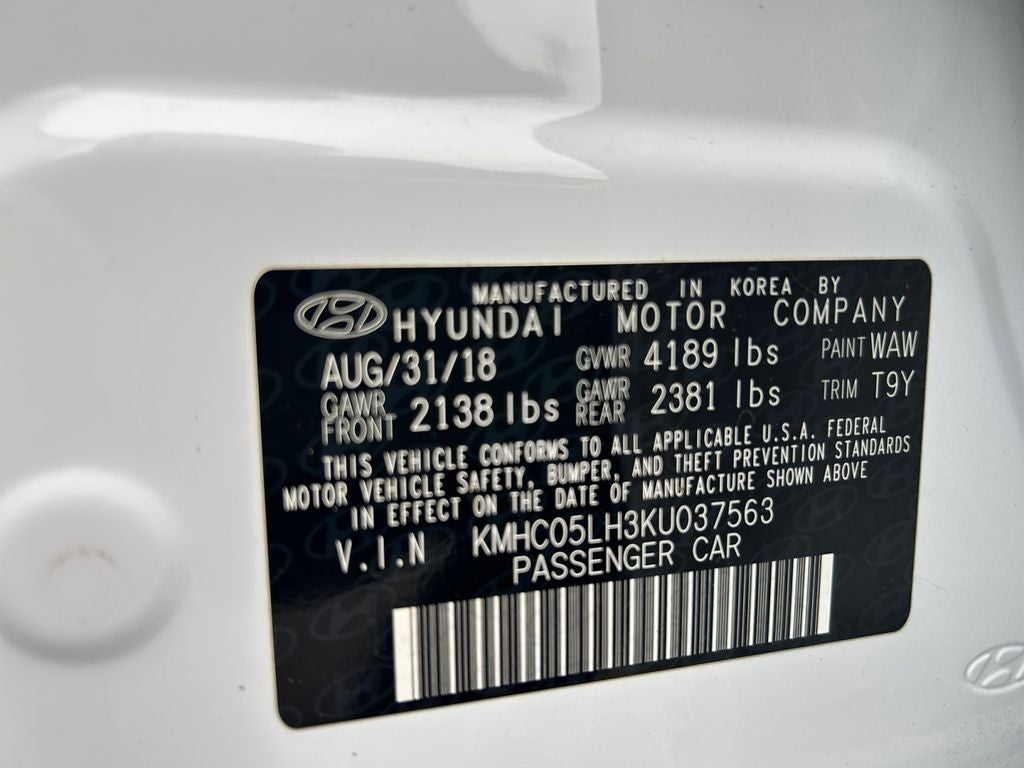 MANUFACTURED IN KOREA BY
HYUNDAI MOTOR COMPANY
AUG/31/18 GVWR 4189 lbs PAINT WAW
GAWR FRONT 2138 lbs GAWR REAR 2381 lbs TRIM T9Y
THIS VEHICLE CONFORMS TO ALL APPLICABLE U.S.A. FEDERAL
MOTOR VEHICLE SAFETY, BUMPER, AND THEFT PREVENTION STANDARDS
IN EFFECT ON THE DATE OF MANUFACTURE SHOWN ABOVE
V.I.N KMHC05LH3KU037563
PASSENGER CAR